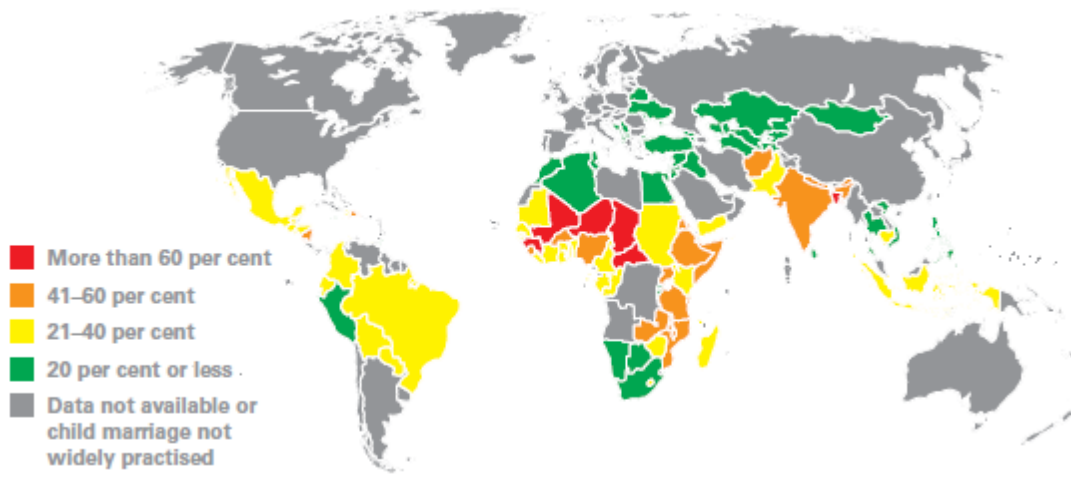 More than 60 per cent
41–60 per cent
21–40 per cent
20 per cent or less
Data not available or
child marriage not
widely practised